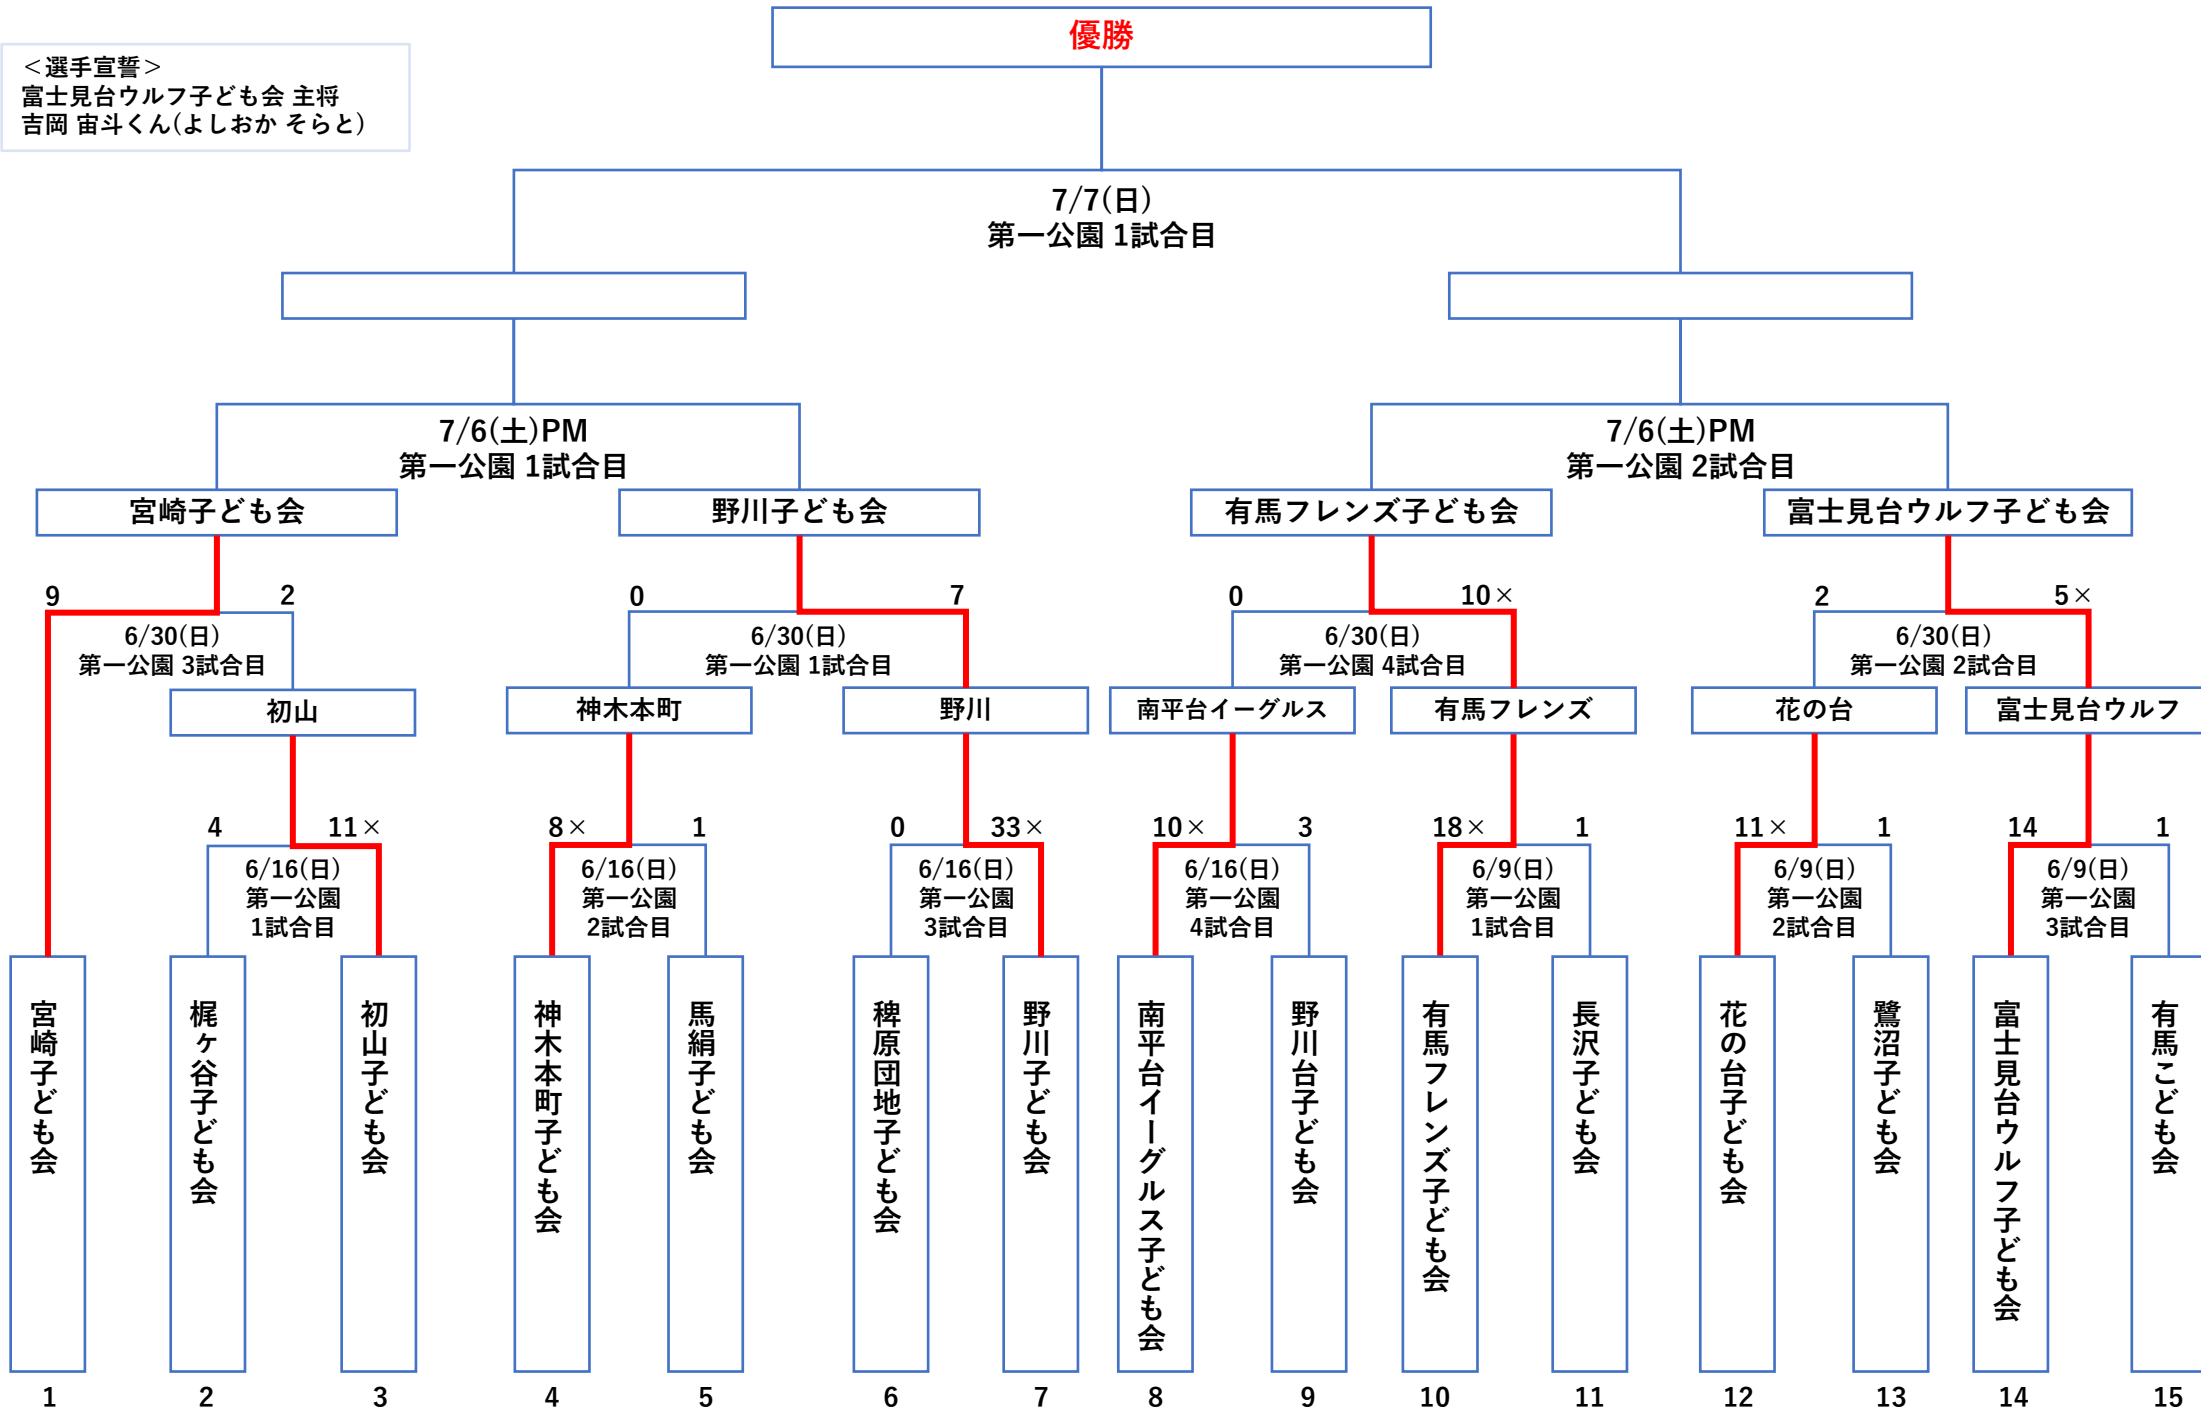 優勝
＜選手宣誓＞
富士見台ウルフ子ども会 主将
吉岡 宙斗くん(よしおか そらと)
7/7(日)
第一公園 1試合目
7/6(土)PM
第一公園 1試合目
7/6(土)PM
第一公園 2試合目
宮崎子ども会
野川子ども会
有馬フレンズ子ども会
富士見台ウルフ子ども会
9
2
6/30(日)
第一公園 3試合目
0
7
6/30(日)
第一公園 1試合目
0
10×
6/30(日)
第一公園 4試合目
2
5×
6/30(日)
第一公園 2試合目
初山
神木本町
野川
南平台イーグルス
有馬フレンズ
花の台
富士見台ウルフ
4
11×
6/16(日)
第一公園
1試合目
8×
1
6/16(日)
第一公園
2試合目
0
33×
6/16(日)
第一公園
3試合目
10×
3
6/16(日)
第一公園
4試合目
18×
1
6/9(日)
第一公園
1試合目
11×
1
6/9(日)
第一公園
2試合目
14
1
6/9(日)
第一公園
3試合目
宮崎子ども会
梶ヶ谷子ども会
初山子ども会
神木本町子ども会
馬絹子ども会
稗原団地子ども会
野川子ども会
南平台イーグルス子ども会
野川台子ども会
有馬フレンズ子ども会
長沢子ども会
花の台子ども会
鷺沼子ども会
富士見台ウルフ子ども会
有馬こども会
1
2
3
4
5
6
7
8
9
10
11
12
13
14
15